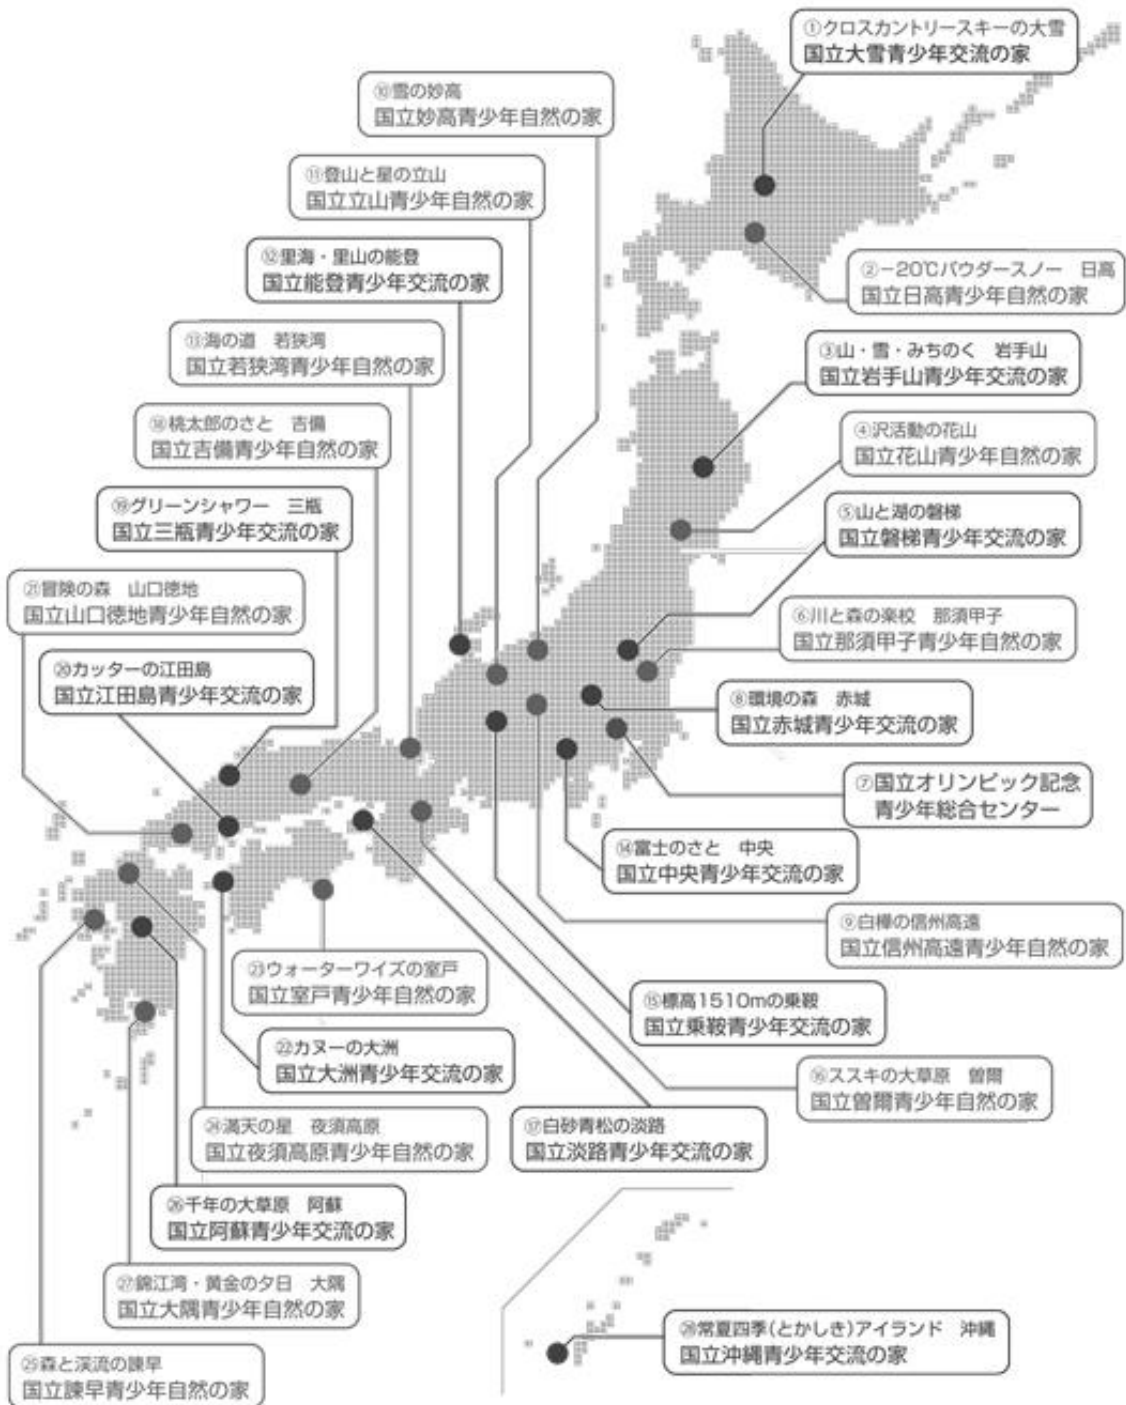 ①クロスカントリースキーの大雪
国立大雪青少年交流の家
②−20℃パウダースノー　日高
国立日高青少年自然の家
③山・雪・みちのく　岩手山
国立岩手山青少年交流の家
④沢活動の花山
国立花山青少年自然の家
⑤山と湖の磐梯
国立磐梯青少年交流の家
⑥川と森の楽校　那須甲子
国立那須甲子青少年自然の家
⑧環境の森　赤城
国立赤城青少年交流の家
⑦国立オリンピック記念
青少年総合センター
⑭富士のさと　中央
国立中央青少年交流の家
⑨白樺の信州高遠
国立信州高遠青少年自然の家
⑩雪の妙高
国立妙高青少年自然の家
⑪登山と星の立山
国立立山青少年自然の家
⑫里海・里山の能登
国立能登青少年交流の家
⑬海の道　若狭湾
国立若狭湾青少年自然の家
⑱桃太郎のさと　吉備
国立吉備青少年自然の家
⑲グリーンシャワー　三瓶
国立三瓶青少年交流の家
㉑冒険の森　山口徳地
国立山口徳地青少年自然の家
⑳カッターの江田島
国立江田島青少年交流の家
㉓ウォーターワイズの室戸
国立室戸青少年自然の家
⑮標高1510mの乗鞍
国立乗鞍青少年交流の家
㉒カヌーの大洲
国立大洲青少年交流の家
⑯ススキの大草原　曽爾
国立曽爾青少年自然の家
㉔満天の星　夜須高原
国立夜須高原青少年自然の家
⑰白砂青松の淡路
国立淡路青少年交流の家
㉖千年の大草原　阿蘇
国立阿蘇青少年交流の家
㉗錦江湾・黄金の夕日　大隅
国立大隅青少年自然の家
㉕森と渓流の諫早
国立諫早青少年自然の家
㉘常夏四季(とかしき)アイランド　沖縄
国立沖縄青少年交流の家